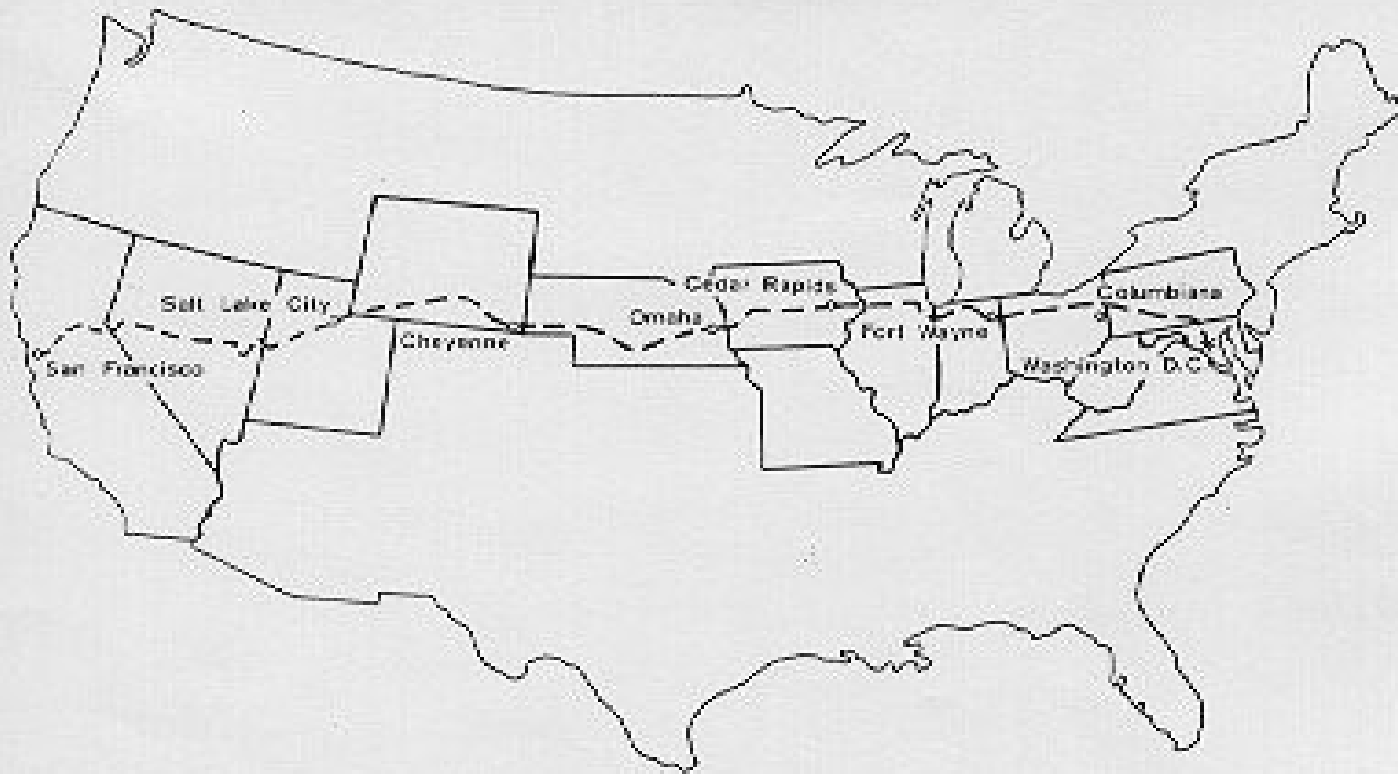 Cedar Rapids
Columbiana
Salt Lake City
Omaha
Fort Wayne
Cheyenne
San Francisco
Washington D.C.